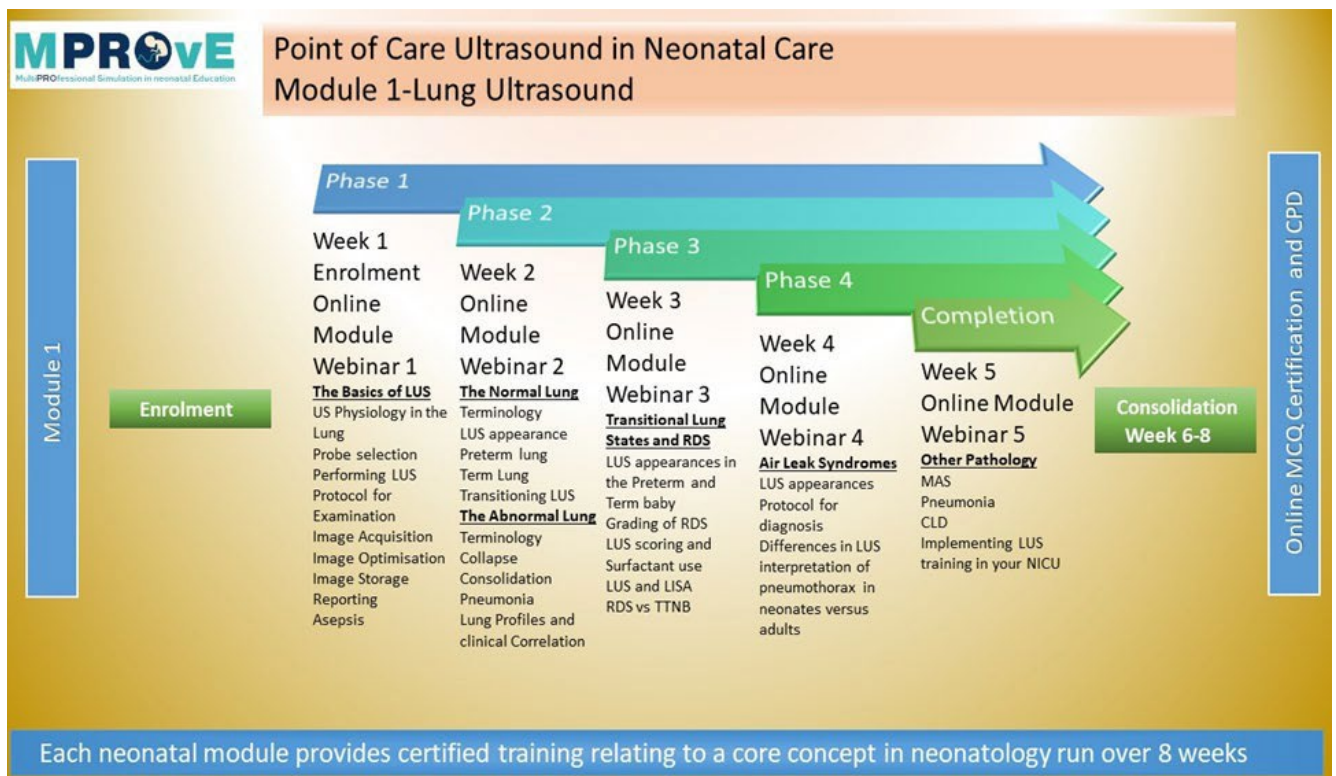 MPROvE
MultiPROfessional Simulation in neonatal Education
Point of Care Ultrasound in Neonatal Care
Module 1-Lung Ultrasound
Module 1
Enrolment
Phase 1
Week 1
Enrolment
Online
Module
Webinar 1
The Basics of LUS
US Physiology in the
Lung
Probe selection
Performing LUS
Protocol for
Examination
Image Acquisition
Image Optimisation
Image Storage
Reporting
Asepsis
Phase 2
Week 2
Online
Module
Webinar 2
The Normal Lung
Terminology
LUS appearance
Preterm lung
Term Lung
Transitioning LUS
The Abnormal Lung
Terminology
Collapse
Consolidation
Pneumonia
Lung Profiles and
clinical Correlation
Phase 3
Week 3
Online
Module
Webinar 3
Transitional Lung
States and RDS
LUS appearances in
the Preterm and
Term baby
Grading of RDS
LUS scoring and
Surfactant use
LUS and LISA
RDS vs TTNB
Phase 4
Week 4
Online
Module
Webinar 4
Air Leak Syndromes
LUS appearances
Protocol for
diagnosis
Differences in LUS
interpretation of
pneumothorax in
neonates versus
adults
Completion
Week 5
Online Module
Webinar 5
Other Pathology
MAS
Pneumonia
CLD
Implementing LUS
training in your NICU
Consolidation
Week 6-8
Online MCQ Certification and CPD
Each neonatal module provides certified training relating to a core concept in neonatology run over 8 weeks